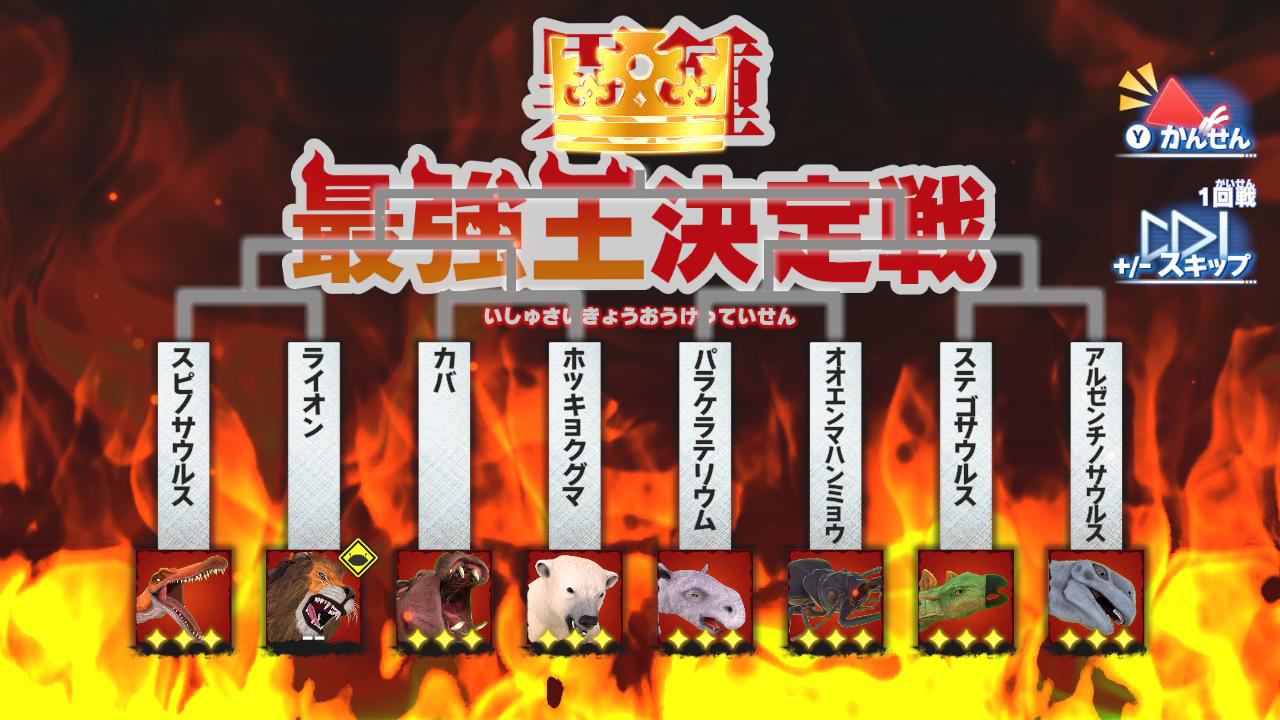 最強王決定戦
いしゅさいきょうおうけっていせん
Y かんせん
かいせん
1回戦
+/- スキップ
スピノサウルス
ライオン
カバ
ホッキョクグマ
パラケラテリウム
オオエンマハンミョウ
ステゴサウルス
アルゼンチノサウルス